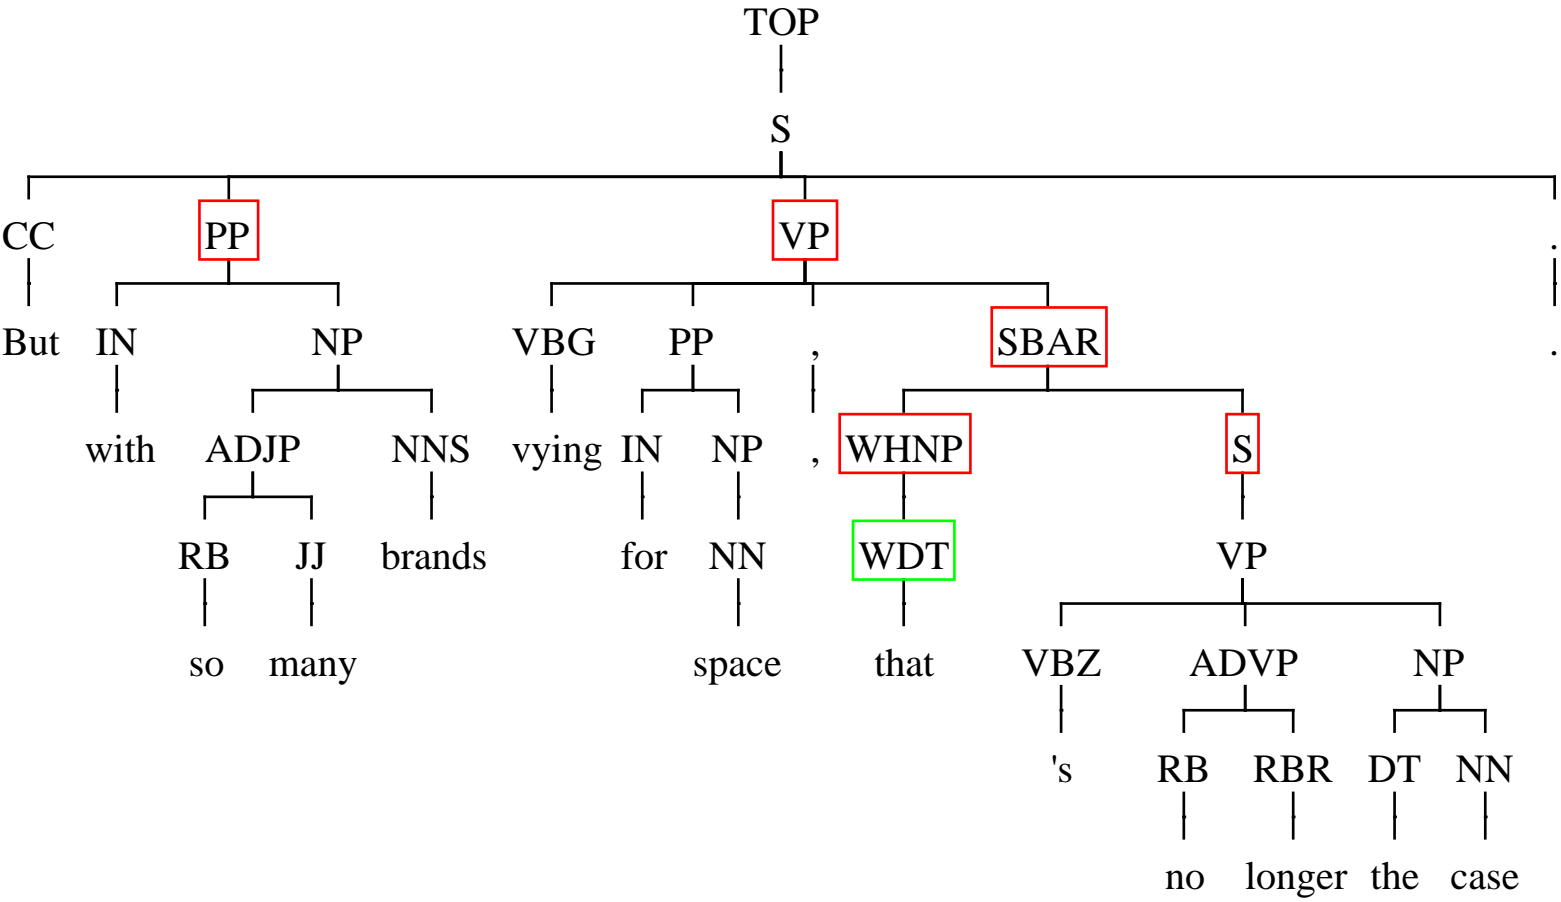 TOP
S
CC PP VP .
But IN NP VBG PP , SBAR .
with ADJP NNS vying IN NP , WHNP S
RB JJ brands for NN WDT VP
so many space that VBZ ADVP NP
's RB RBR DT NN
no longer the case